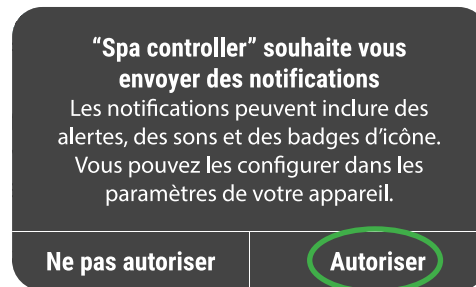 “Spa controller” souhaite vous
envoyer des notifications
Les notifications peuvent inclure des
alertes, des sons et des badges d’icône.
Vous pouvez les configurer dans les
paramètres de votre appareil.
Ne pas autoriser Autoriser